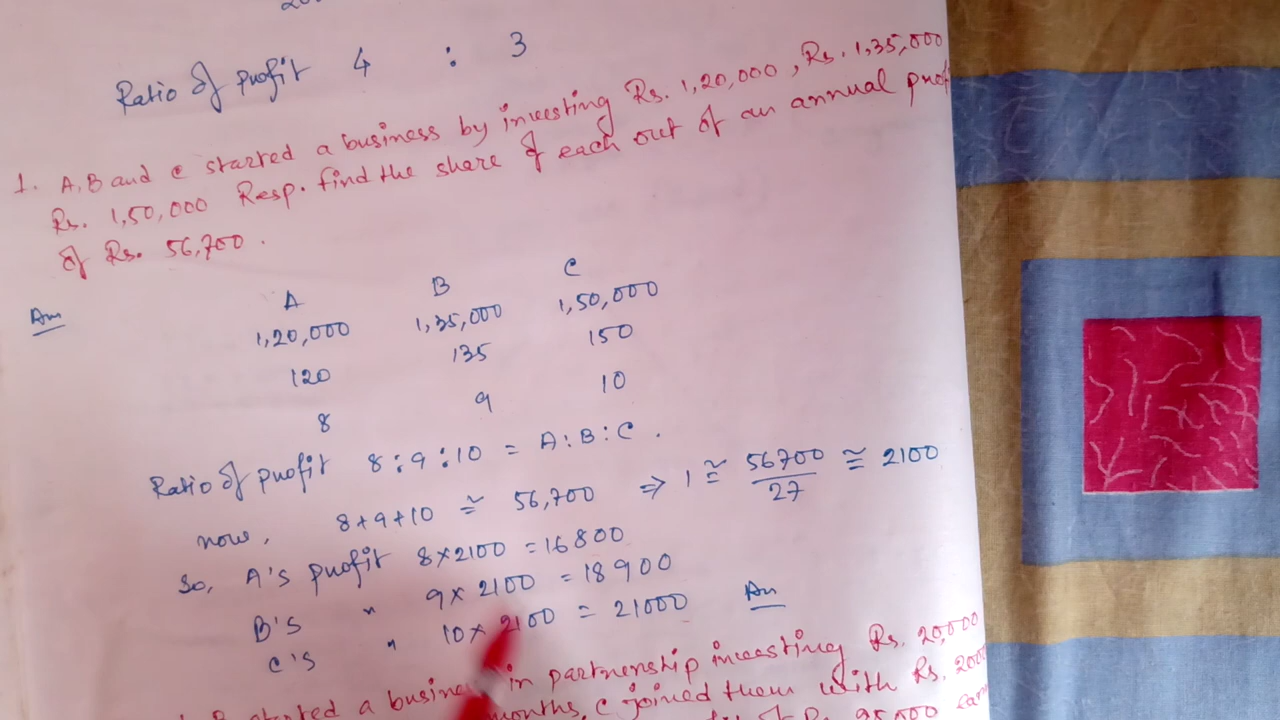 Ratio of profit 4 : 3
1. A, B and C started a business by investing Rs. 1,20,000, Rs. 1,35,000
Rs. 1,50,000 Resp. find the share of each out of an annual prof
of Rs. 56,700.
Ans
A B C
1,20,000 1,35,000 1,50,000
120 135 150
8 9 10
Ratio of profit 8:9:10 = A:B:C.
now, 8+9+10 ≅ 56,700 ⇒ 1 ≅ 56700/27 ≅ 2100
So, A's profit 8×2100 =16800
B's " 9×2100 =18900
C's " 10×2100 = 21000 Ans
started a business in partnership investing Rs. 20,000
months, C joined them with Rs.